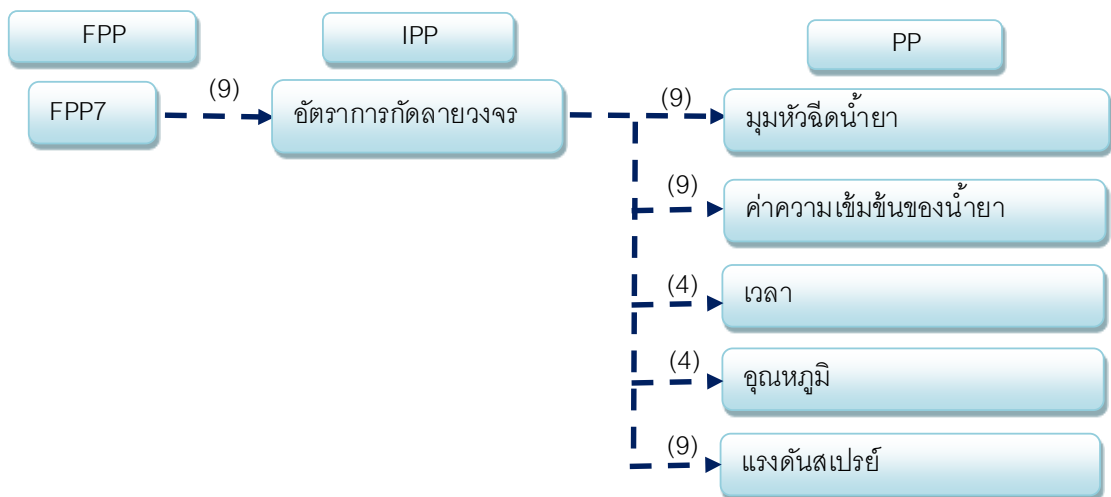 FPP
IPP
PP
FPP7
(9)
อัตราการกัดลายวงจร
(9)
มุมหัวฉีดน้ำยา
(9)
ค่าความเข้มข้นของน้ำยา
(4)
เวลา
(4)
อุณหภูมิ
(9)
แรงดันสเปรย์